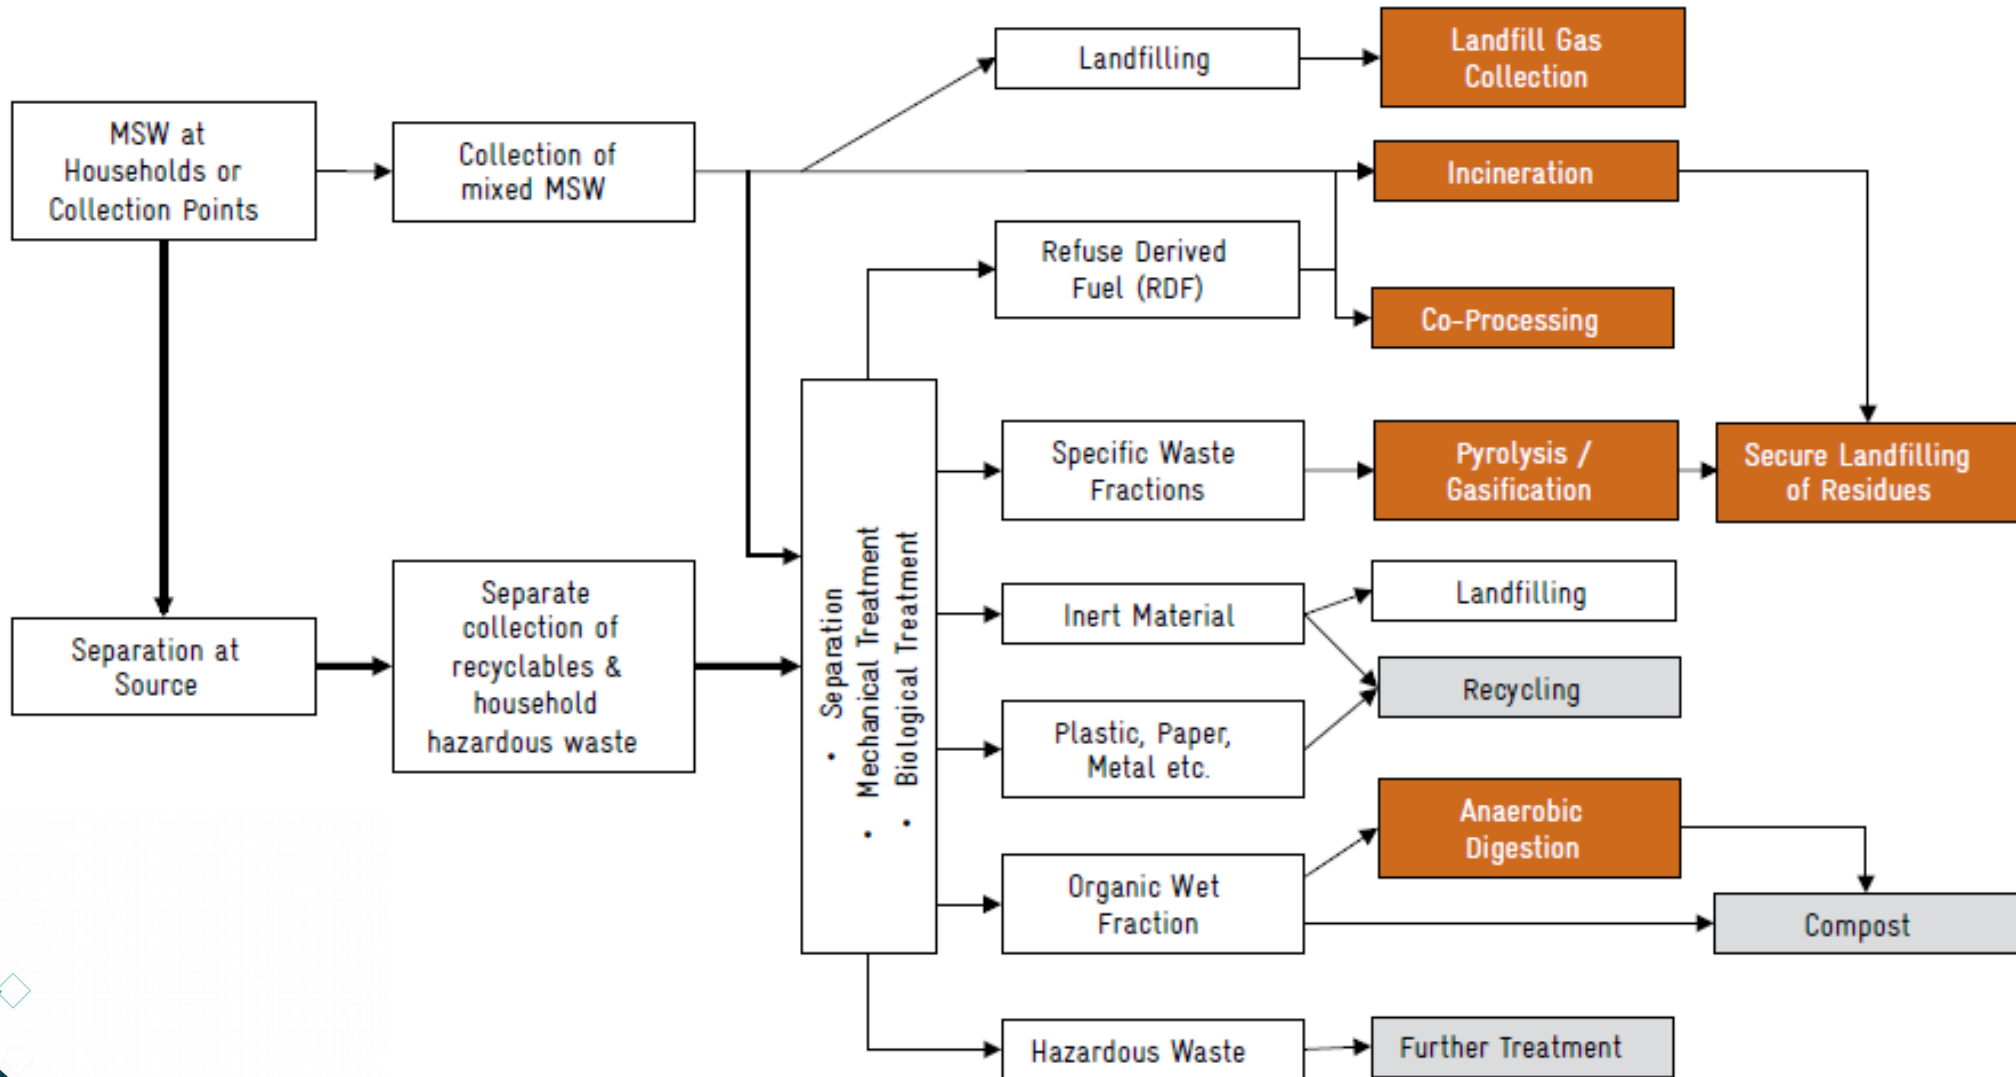 MSW at
Households or
Collection Points
Collection of
mixed MSW
Landfilling
Landfill Gas
Collection
Incineration
Refuse Derived
Fuel (RDF)
Co-Processing
Separation at
Source
Separate
collection of
recyclables &
household
hazardous waste
• Separation
• Mechanical Treatment
• Biological Treatment
Specific Waste
Fractions
Pyrolysis /
Gasification
Secure Landfilling
of Residues
Inert Material
Landfilling
Recycling
Plastic, Paper,
Metal etc.
Organic Wet
Fraction
Anaerobic
Digestion
Compost
Hazardous Waste
Further Treatment